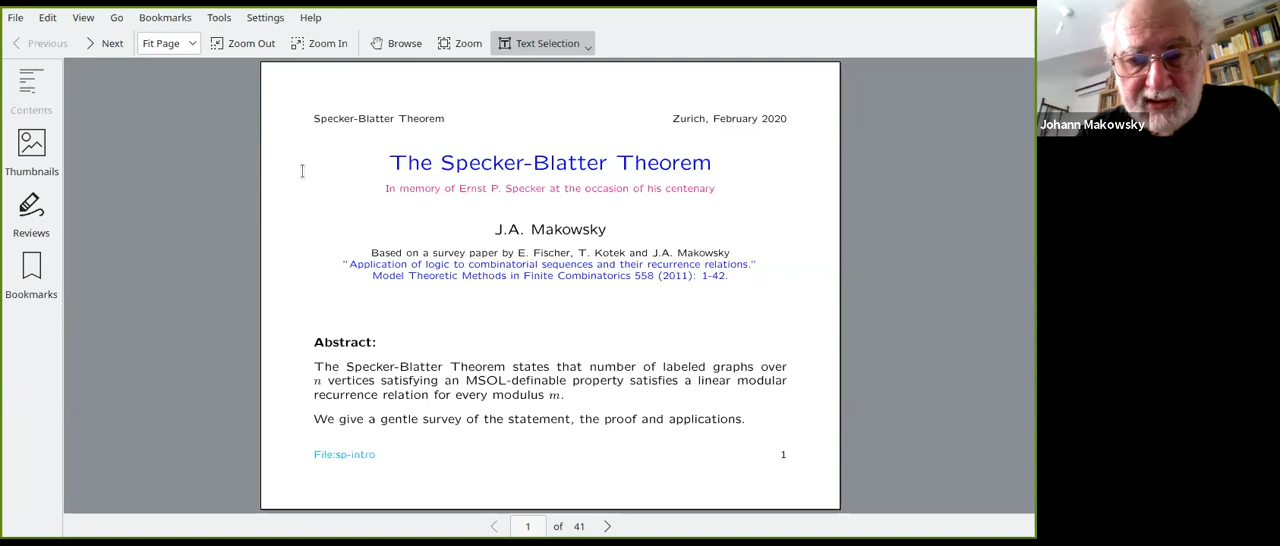 File Edit View Go Bookmarks Tools Settings Help
Previous Next Fit Page Zoom Out Zoom In Browse Zoom Text Selection
Contents
Thumbnails
Reviews
Bookmarks
Specker-Blatter Theorem Zurich, February 2020
The Specker-Blatter Theorem
In memory of Ernst P. Specker at the occasion of his centenary
J.A. Makowsky
Based on a survey paper by E. Fischer, T. Kotek and J.A. Makowsky
"Application of logic to combinatorial sequences and their recurrence relations."
Model Theoretic Methods in Finite Combinatorics 558 (2011): 1-42.
Abstract:
The Specker-Blatter Theorem states that number of labeled graphs over
n vertices satisfying an MSOL-definable property satisfies a linear modular
recurrence relation for every modulus m.
We give a gentle survey of the statement, the proof and applications.
File:sp-intro 1
1 of 41
Johann Makowsky